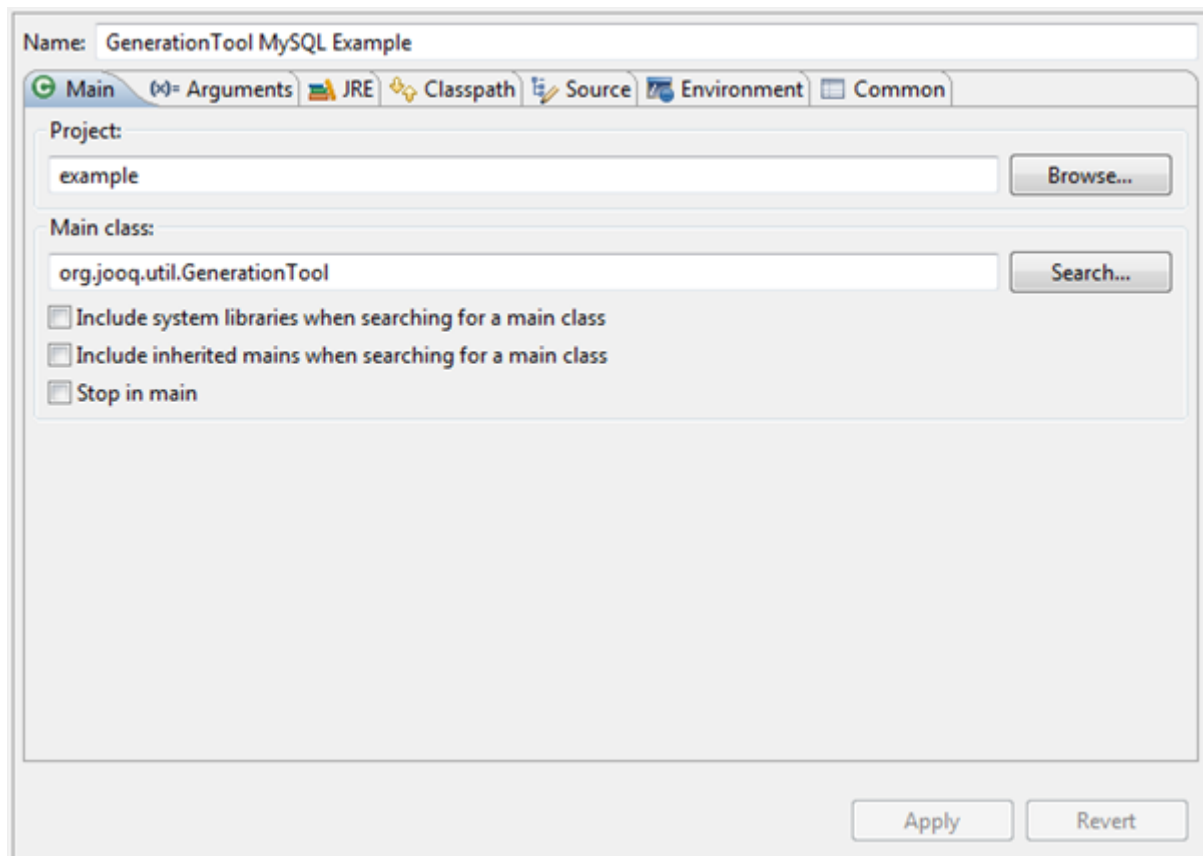 Name: GenerationTool MySQL Example
Main (x)= Arguments JRE Classpath Source Environment Common
Project:
example Browse...
Main class:
org.jooq.util.GenerationTool Search...
Include system libraries when searching for a main class
Include inherited mains when searching for a main class
Stop in main
Apply Revert